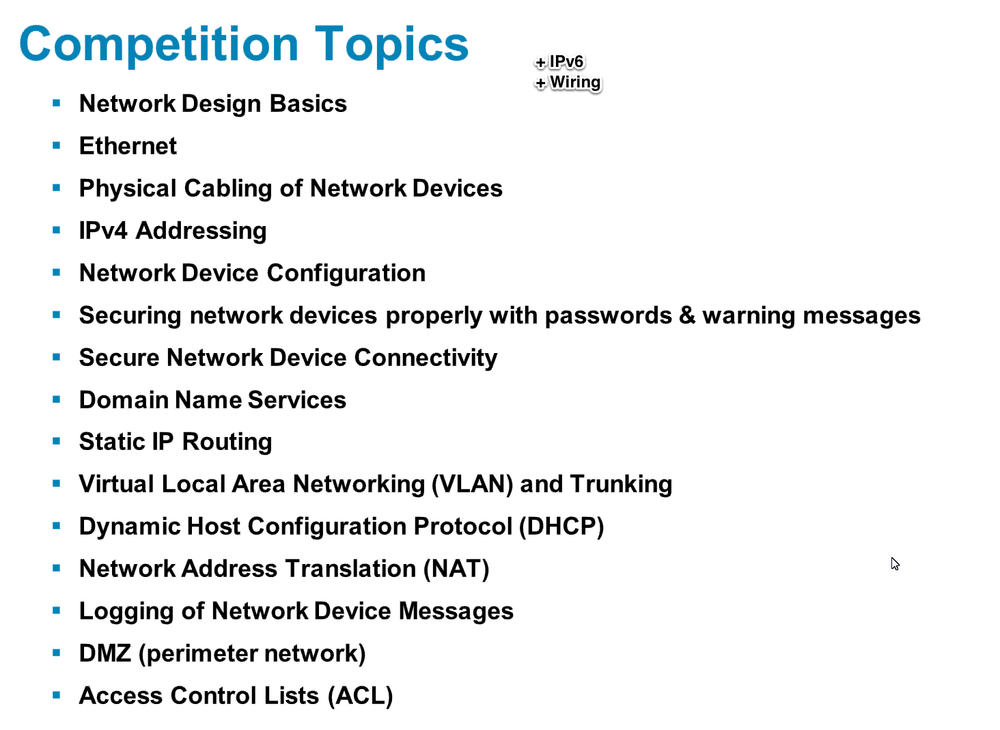 Competition Topics
+ IPv6
+ Wiring
Network Design Basics
Ethernet
Physical Cabling of Network Devices
IPv4 Addressing
Network Device Configuration
Securing network devices properly with passwords & warning messages
Secure Network Device Connectivity
Domain Name Services
Static IP Routing
Virtual Local Area Networking (VLAN) and Trunking
Dynamic Host Configuration Protocol (DHCP)
Network Address Translation (NAT)
Logging of Network Device Messages
DMZ (perimeter network)
Access Control Lists (ACL)